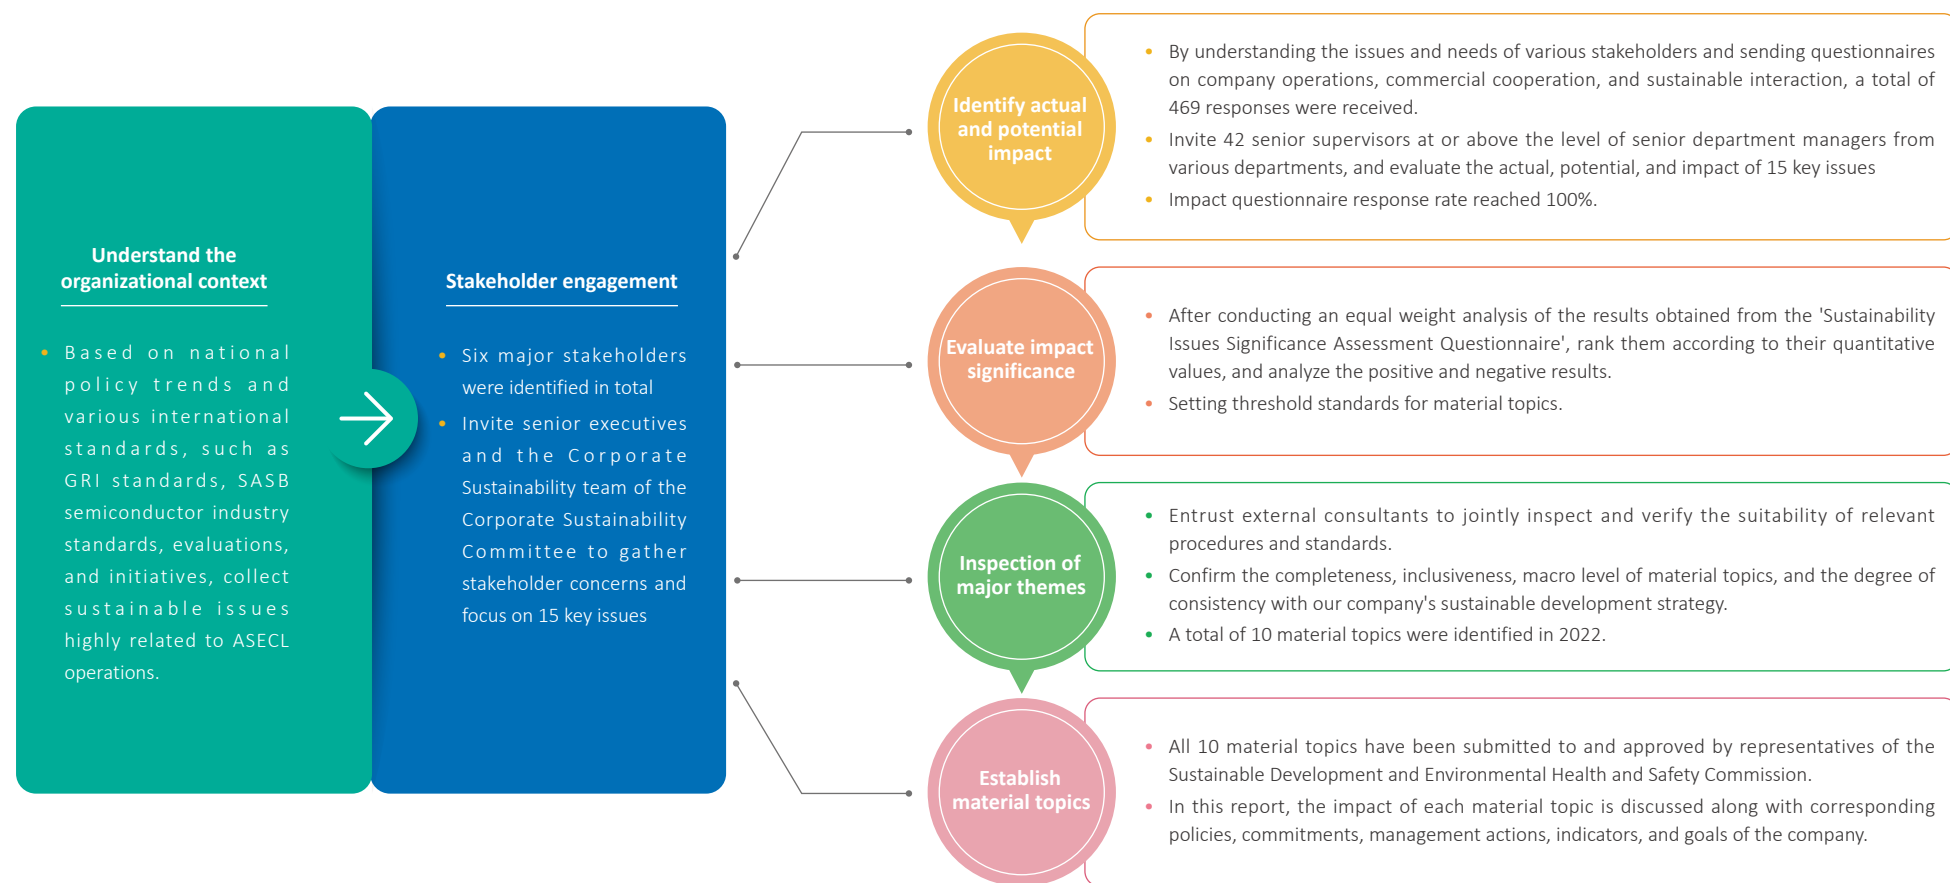 Understand the
organizational context
• Based on national
policy trends and
various international
standards, such as
GRI standards, SASB
semiconductor industry
standards, evaluations,
and initiatives, collect
sustainable issues
highly related to ASECL
operations.
Stakeholder engagement
• Six major stakeholders
were identified in total
• Invite senior executives
and the Corporate
Sustainability team of the
Corporate Sustainability
Committee to gather
stakeholder concerns and
focus on 15 key issues
Identify actual
and potential
impact
• By understanding the issues and needs of various stakeholders and sending questionnaires
on company operations, commercial cooperation, and sustainable interaction, a total of
469 responses were received.
• Invite 42 senior supervisors at or above the level of senior department managers from
various departments, and evaluate the actual, potential, and impact of 15 key issues
• Impact questionnaire response rate reached 100%.
Evaluate impact
significance
• After conducting an equal weight analysis of the results obtained from the 'Sustainability
Issues Significance Assessment Questionnaire', rank them according to their quantitative
values, and analyze the positive and negative results.
• Setting threshold standards for material topics.
Inspection of
major themes
• Entrust external consultants to jointly inspect and verify the suitability of relevant
procedures and standards.
• Confirm the completeness, inclusiveness, macro level of material topics, and the degree of
consistency with our company's sustainable development strategy.
• A total of 10 material topics were identified in 2022.
Establish
material topics
• All 10 material topics have been submitted to and approved by representatives of the
Sustainable Development and Environmental Health and Safety Commission.
• In this report, the impact of each material topic is discussed along with corresponding
policies, commitments, management actions, indicators, and goals of the company.